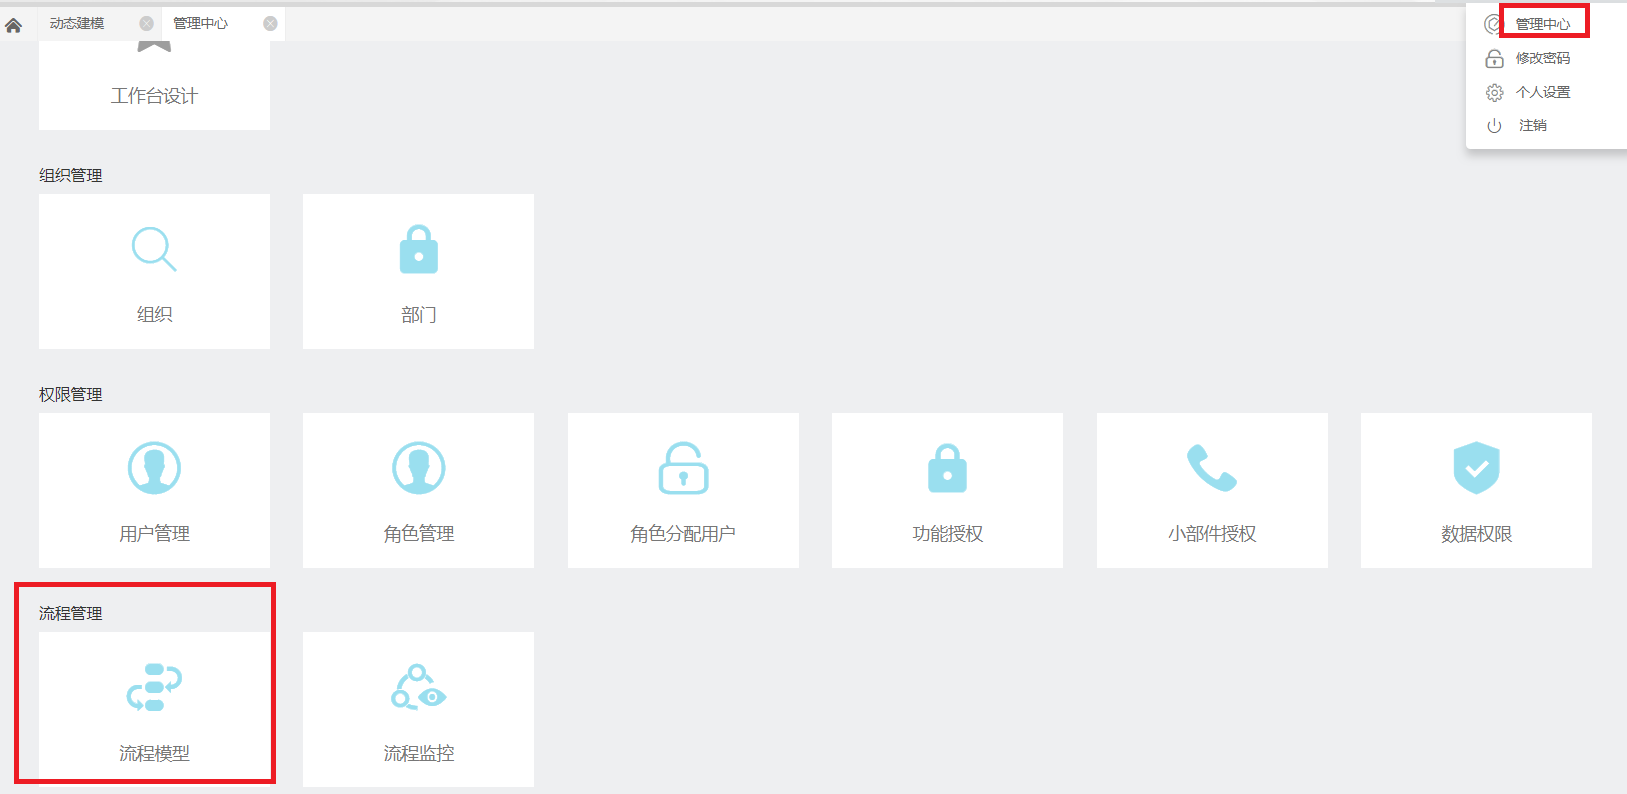 动态建模
管理中心
管理中心
修改密码
个人设置
注销
工作台设计
组织管理
组织
部门
权限管理
用户管理
角色管理
角色分配用户
功能授权
小部件授权
数据权限
流程管理
流程模型
流程监控